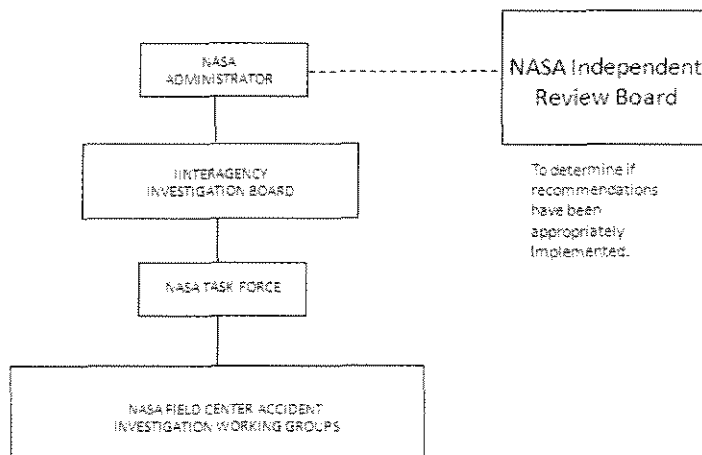 NASA
ADMINISTRATOR
NASA Independent
Review Board
IINTERAGENCY
INVESTIGATION BOARD
To determine if
recommendations
have been
appropriately
Implemented.
NASA TASK FORCE
NASA FIELD CENTER ACCIDENT
INVESTIGATION WORKING GROUPS